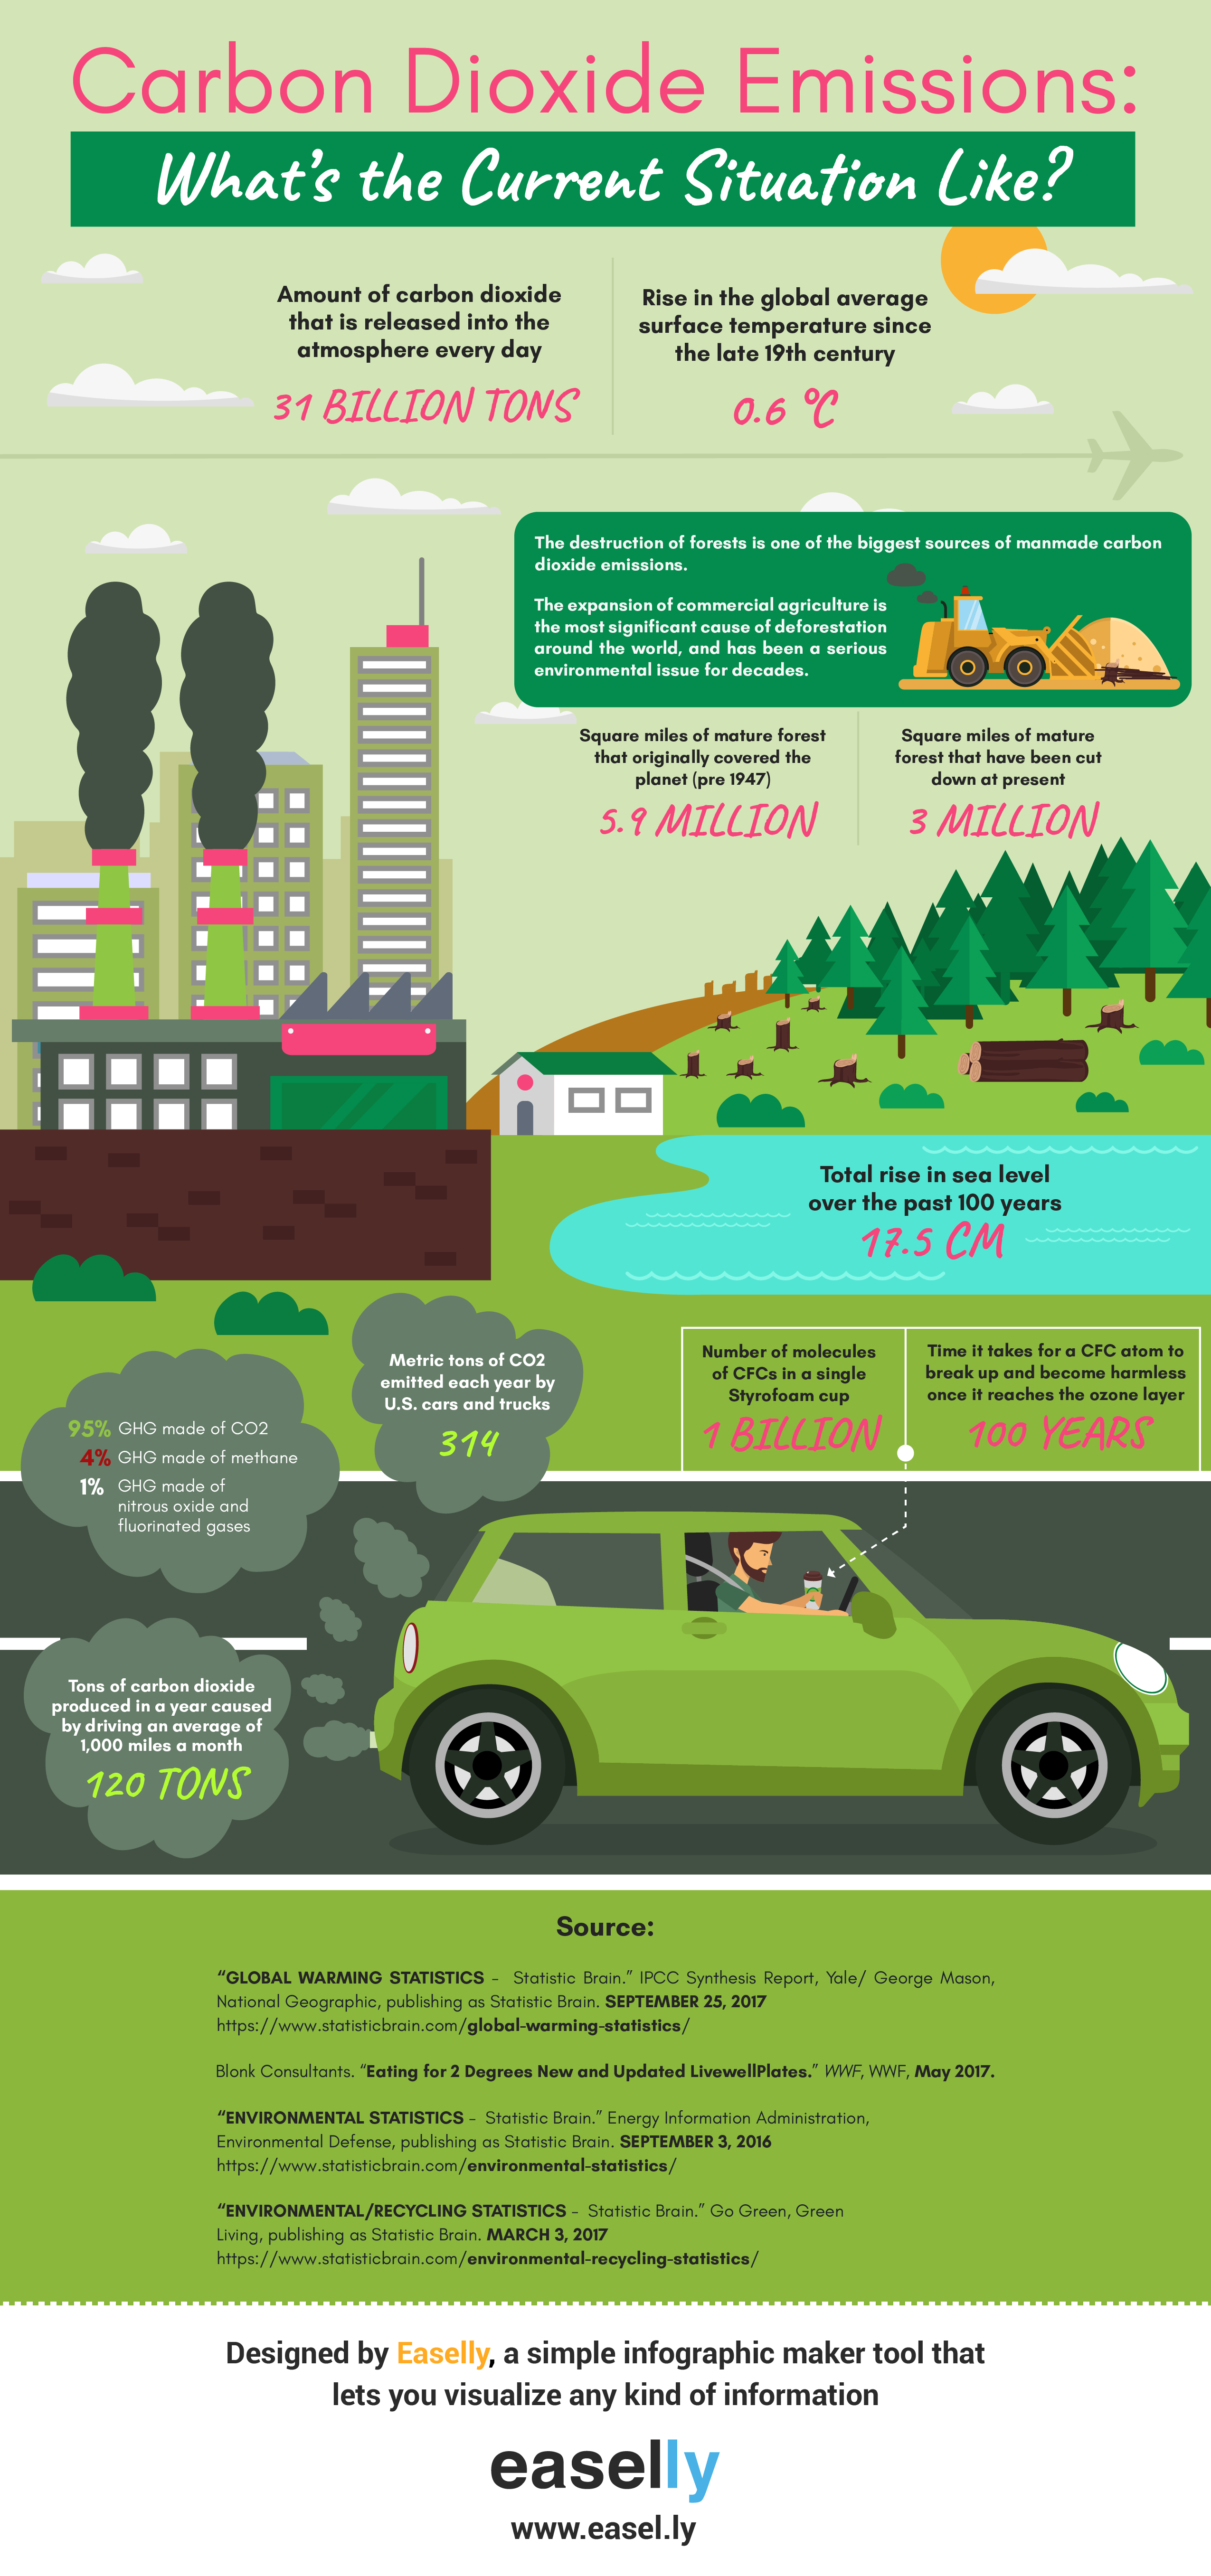 Carbon Dioxide Emissions:
What's the Current Situation Like?
Amount of carbon dioxide
that is released into the
atmosphere every day
31 BILLION TONS
Rise in the global average
surface temperature since
the late 19th century
0.6 °C
The destruction of forests is one of the biggest sources of manmade carbon
dioxide emissions.
The expansion of commercial agriculture is
the most significant cause of deforestation
around the world, and has been a serious
environmental issue for decades.
Square miles of mature forest
that originally covered the
planet (pre 1947)
5.9 MILLION
Square miles of mature
forest that have been cut
down at present
3 MILLION
Total rise in sea level
over the past 100 years
17.5 CM
Metric tons of CO2
emitted each year by
U.S. cars and trucks
314
Number of molecules
of CFCs in a single
Styrofoam cup
1 BILLION
Time it takes for a CFC atom to
break up and become harmless
once it reaches the ozone layer
100 YEARS
95% GHG made of CO2
4% GHG made of methane
1% GHG made of
nitrous oxide and
fluorinated gases
Tons of carbon dioxide
produced in a year caused
by driving an average of
1,000 miles a month
120 TONS
Source:
“GLOBAL WARMING STATISTICS - Statistic Brain.” IPCC Synthesis Report, Yale/ George Mason,
National Geographic, publishing as Statistic Brain. SEPTEMBER 25, 2017
https://www.statisticbrain.com/global-warming-statistics/
Blonk Consultants. “Eating for 2 Degrees New and Updated LivewellPlates.” WWF, WWF, May 2017.
“ENVIRONMENTAL STATISTICS - Statistic Brain.” Energy Information Administration,
Environmental Defense, publishing as Statistic Brain. SEPTEMBER 3, 2016
https://www.statisticbrain.com/environmental-statistics/
“ENVIRONMENTAL/RECYCLING STATISTICS - Statistic Brain.” Go Green, Green
Living, publishing as Statistic Brain. MARCH 3, 2017
https://www.statisticbrain.com/environmental-recycling-statistics/
Designed by Easelly, a simple infographic maker tool that
lets you visualize any kind of information
easelly
www.easel.ly